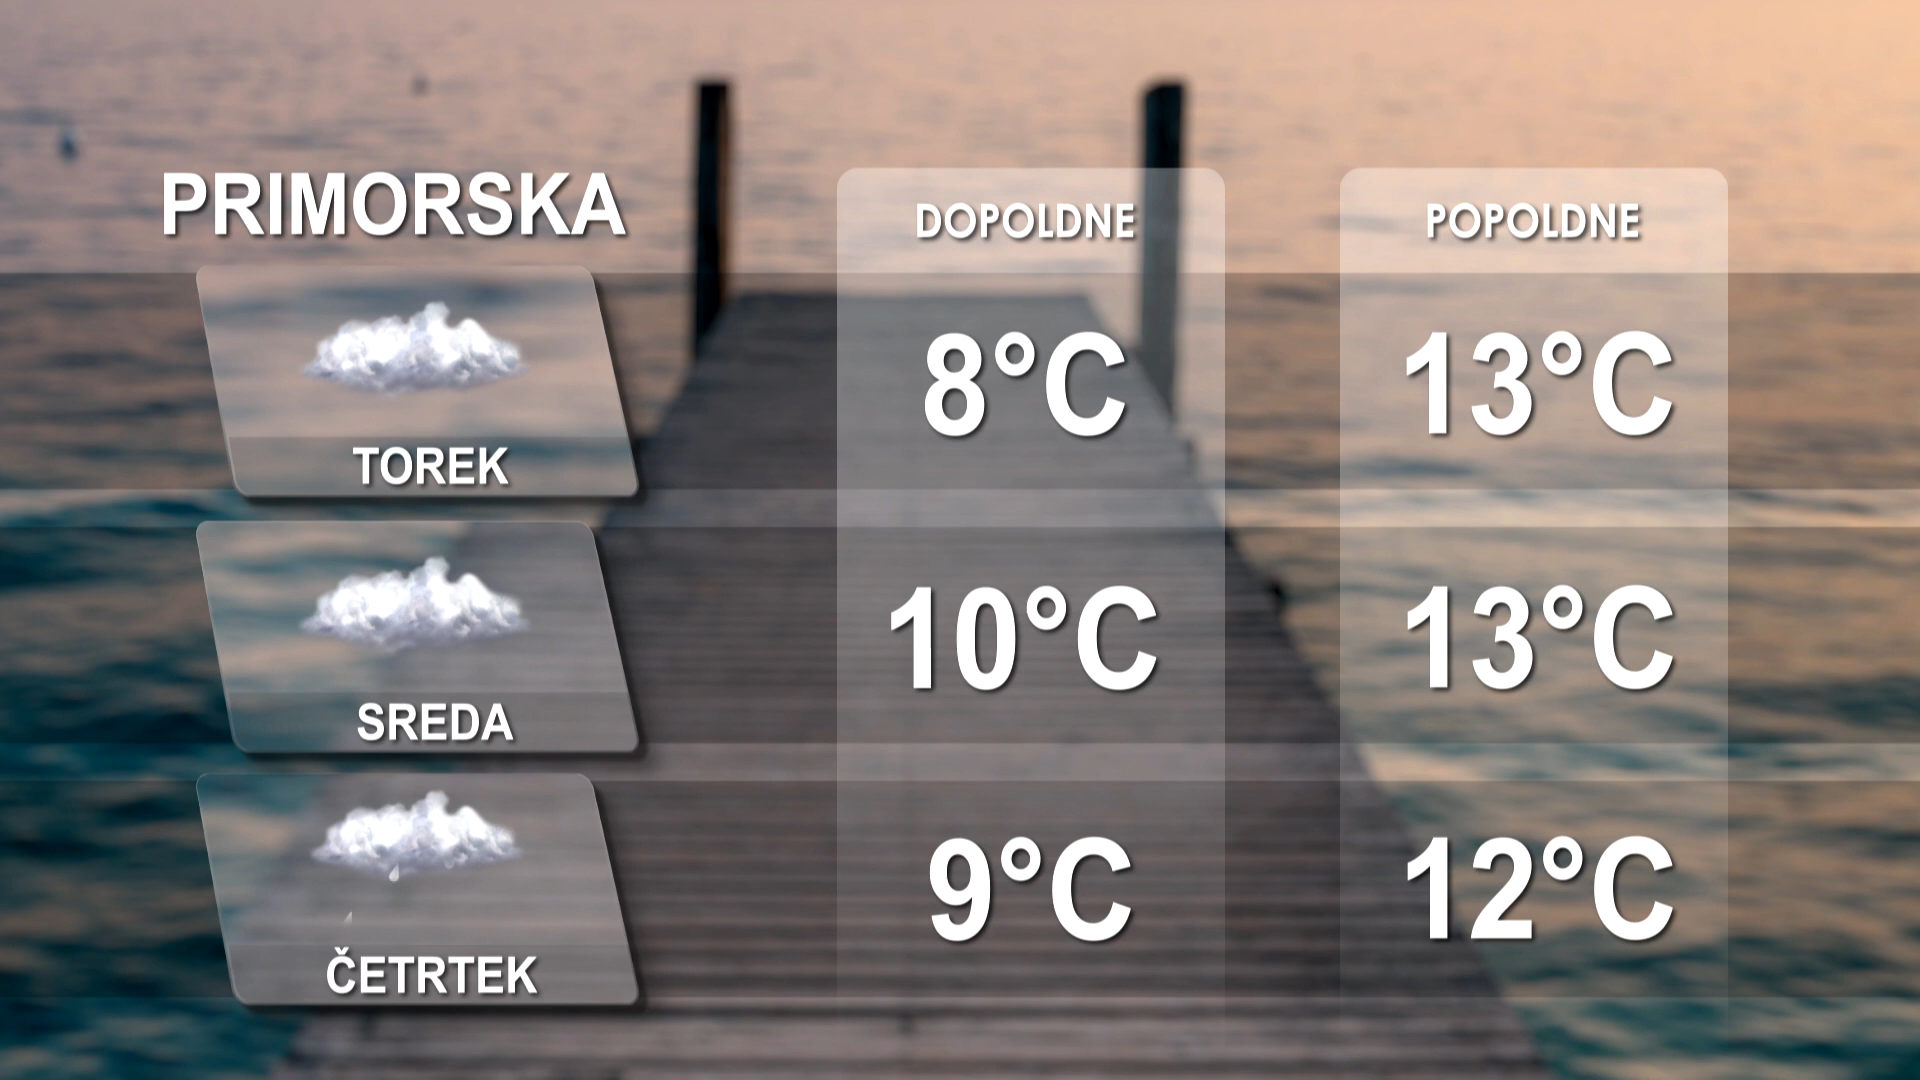 PRIMORSKA
DOPOLDNE
POPOLDNE
TOREK
8°C
13°C
SREDA
10°C
13°C
ČETRTEK
9°C
12°C